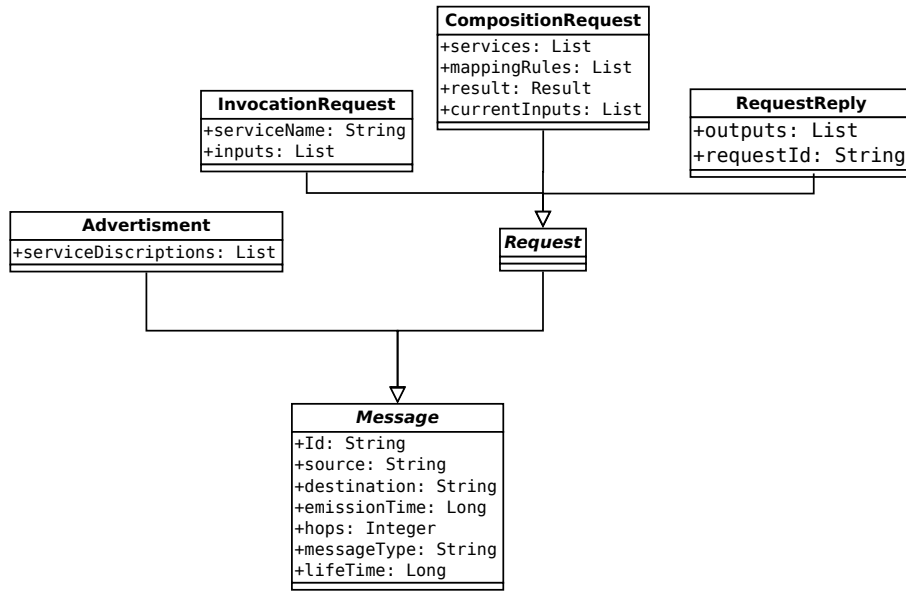 CompositionRequest
+services: List
+mappingRules: List
+result: Result
+currentInputs: List
InvocationRequest
+serviceName: String
+inputs: List
RequestReply
+outputs: List
+requestId: String
Advertisment
+serviceDiscriptions: List
Request
Message
+Id: String
+source: String
+destination: String
+emissionTime: Long
+hops: Integer
+messageType: String
+lifeTime: Long